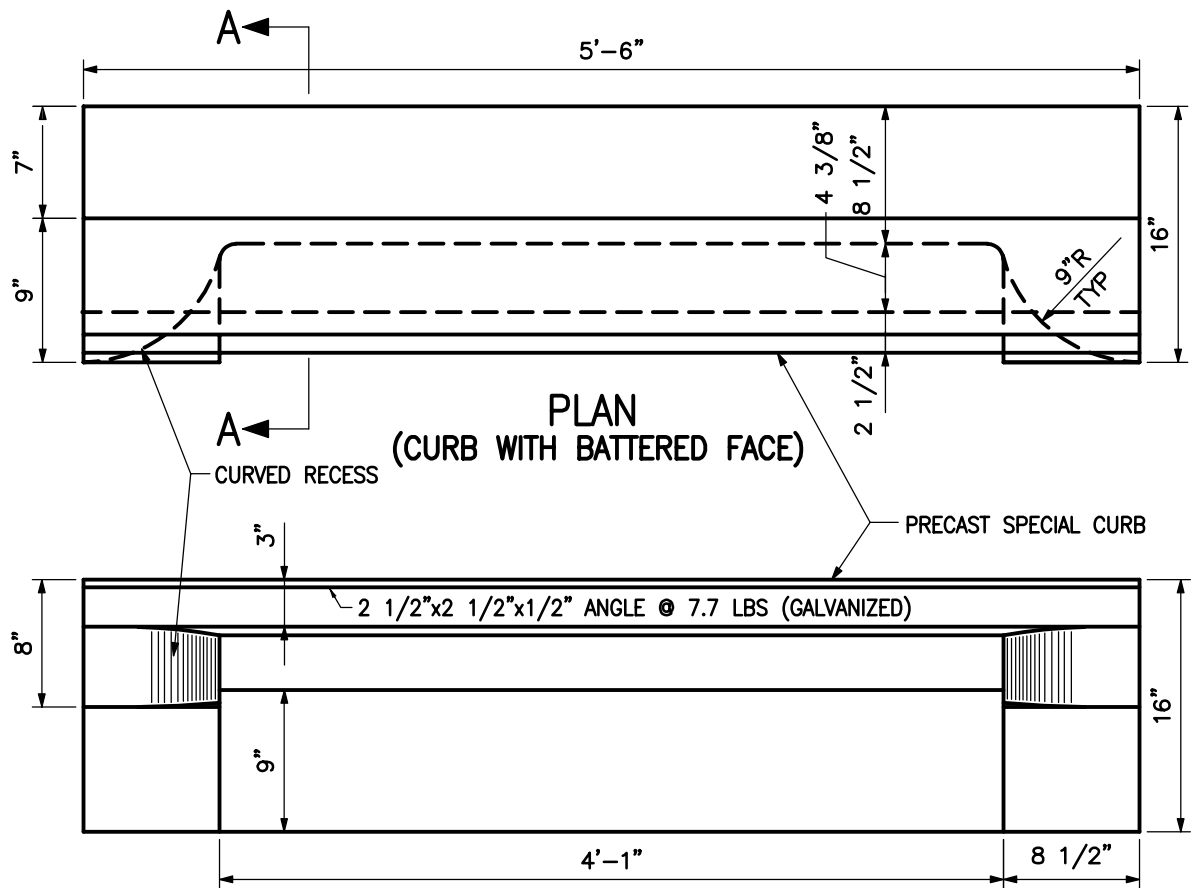 A
5'-6"
7"
4 3/8"
8 1/2"
16"
9"
9"R
TYP
2 1/2"
A
PLAN
(CURB WITH BATTERED FACE)
CURVED RECESS
3"
PRECAST SPECIAL CURB
2 1/2"x2 1/2"x1/2" ANGLE @ 7.7 LBS (GALVANIZED)
8"
16"
9"
4'-1"
8 1/2"